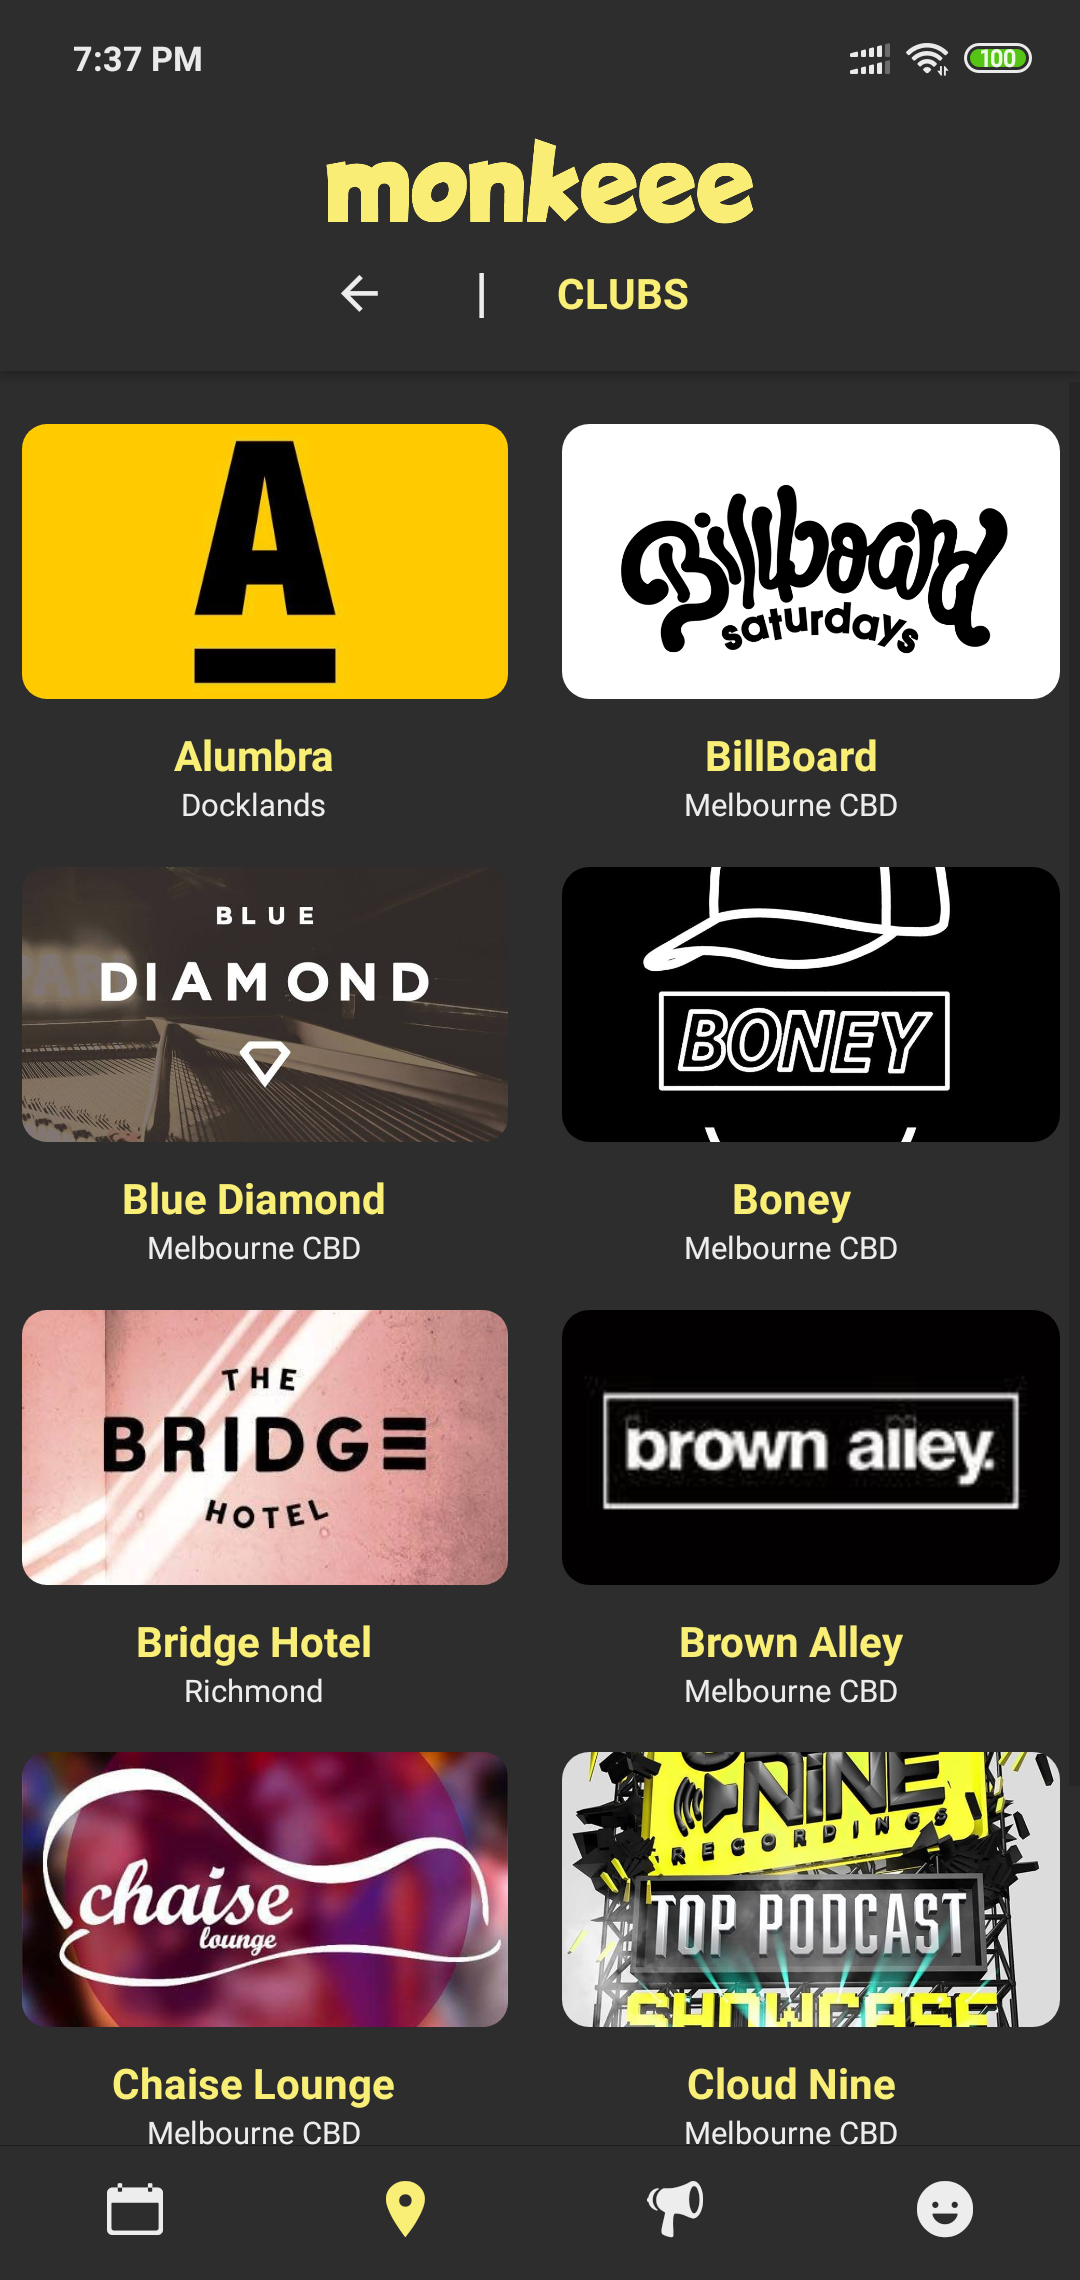 7:37 PM
100
monkeee
CLUBS
A
Billboard
saturdays
Alumbra
Docklands
BillBoard
Melbourne CBD
BLUE
DIAMOND
BONEY
Blue Diamond
Melbourne CBD
Boney
Melbourne CBD
THE
BRIDGE
HOTEL
brown alley.
Bridge Hotel
Richmond
Brown Alley
Melbourne CBD
chaise
lounge
NINE
RECORDINGS
TOP PODCAST
SHOWCASE
Chaise Lounge
Melbourne CBD
Cloud Nine
Melbourne CBD